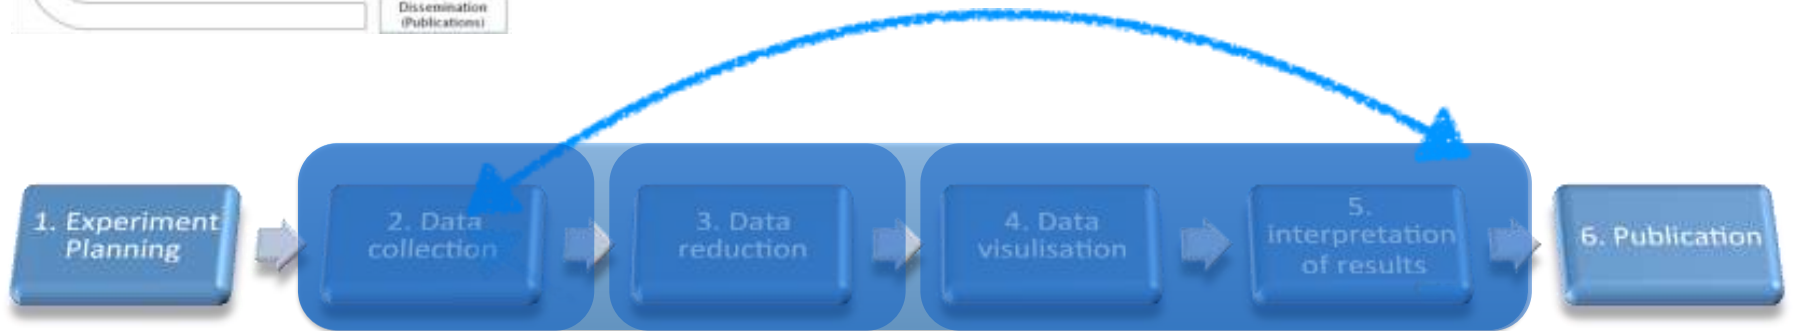 Dissemination
(Publications)
1. Experiment
Planning
2. Data
collection
3. Data
reduction
4. Data
visulisation
5.
interpretation
of results
6. Publication